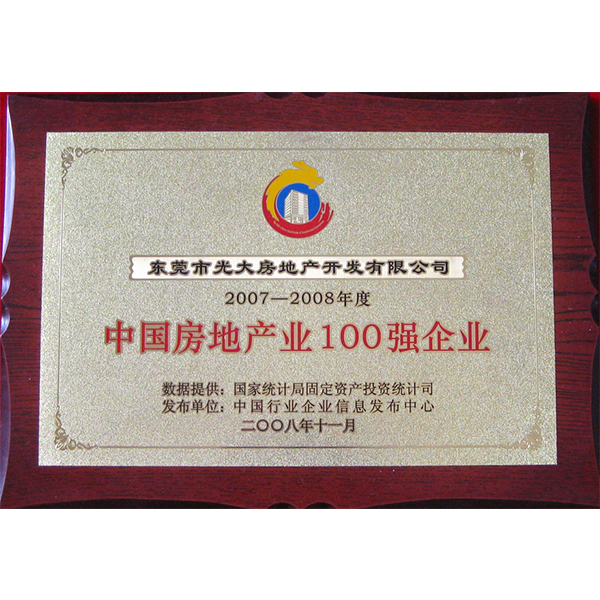 东莞市光大房地产开发有限公司
2007—2008年度
中国房地产业100强企业
数据提供：国家统计局固定资产投资统计司
发布单位：中国行业企业信息发布中心
二〇〇八年十一月